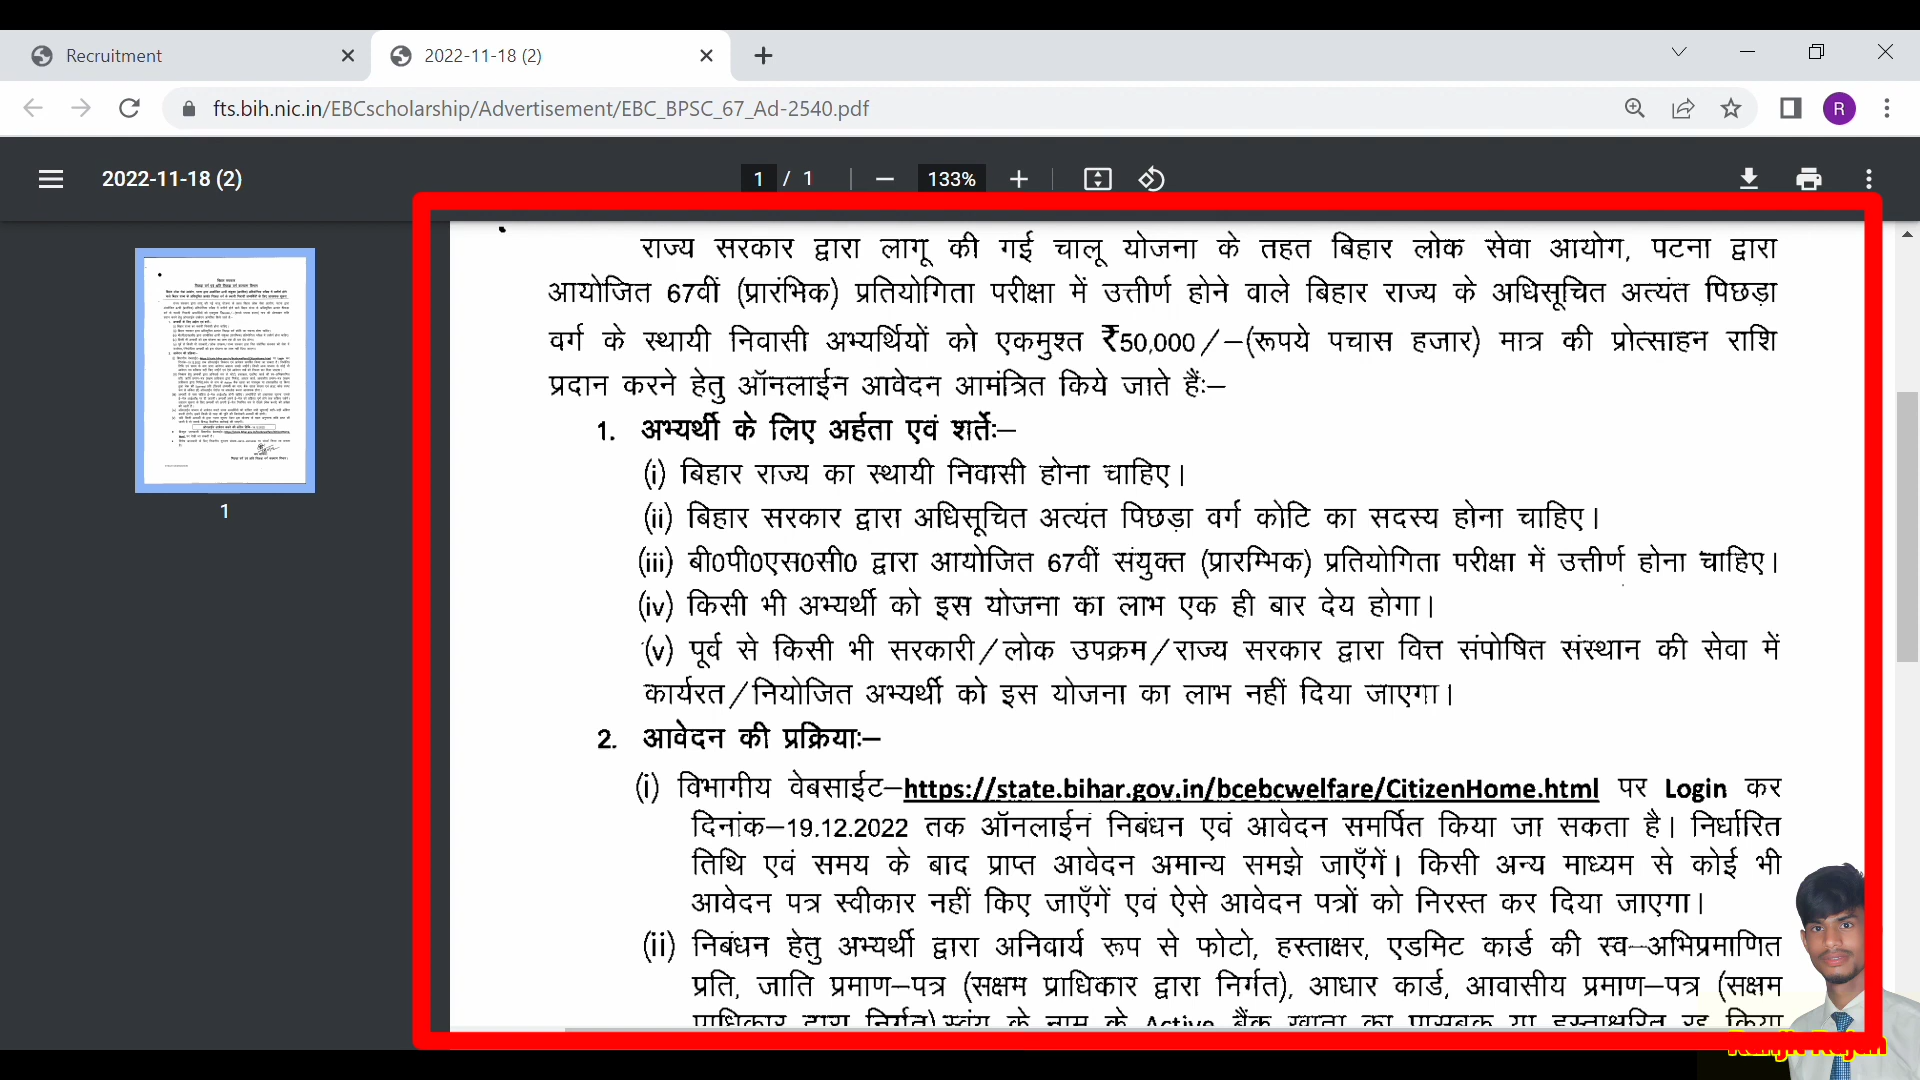 Recruitment
2022-11-18 (2)
fts.bih.nic.in/EBCscholarship/Advertisement/EBC_BPSC_67_Ad-2540.pdf
R
2022-11-18 (2)
1 / 1
133%
राज्य सरकार द्वारा लागू की गई चालू योजना के तहत बिहार लोक सेवा आयोग, पटना द्वारा
आयोजित 67वीं (प्रारंभिक) प्रतियोगिता परीक्षा में उत्तीर्ण होने वाले बिहार राज्य के अधिसूचित अत्यंत पिछड़ा
वर्ग के स्थायी निवासी अभ्यर्थियों को एकमुश्त ₹50,000/–(रूपये पचास हजार) मात्र की प्रोत्साहन राशि
प्रदान करने हेतु ऑनलाईन आवेदन आमंत्रित किये जाते हैं:–
1. अभ्यर्थी के लिए अर्हता एवं शर्तें:–
(i) बिहार राज्य का स्थायी निवासी होना चाहिए।
(ii) बिहार सरकार द्वारा अधिसूचित अत्यंत पिछड़ा वर्ग कोटि का सदस्य होना चाहिए।
(iii) बी0पी0एस0सी0 द्वारा आयोजित 67वीं संयुक्त (प्रारम्भिक) प्रतियोगिता परीक्षा में उत्तीर्ण होना चाहिए।
(iv) किसी भी अभ्यर्थी को इस योजना का लाभ एक ही बार देय होगा।
(v) पूर्व से किसी भी सरकारी/लोक उपक्रम/राज्य सरकार द्वारा वित्त संपोषित संस्थान की सेवा में
कार्यरत/नियोजित अभ्यर्थी को इस योजना का लाभ नहीं दिया जाएगा।
2. आवेदन की प्रक्रियाः–
(i) विभागीय वेबसाईट–https://state.bihar.gov.in/bcebcwelfare/CitizenHome.html पर Login कर
दिनांक–19.12.2022 तक ऑनलाईन निबंधन एवं आवेदन समर्पित किया जा सकता है। निर्धारित
तिथि एवं समय के बाद प्राप्त आवेदन अमान्य समझे जाएँगें। किसी अन्य माध्यम से कोई भी
आवेदन पत्र स्वीकार नहीं किए जाएँगें एवं ऐसे आवेदन पत्रों को निरस्त कर दिया जाएगा।
(ii) निबंधन हेतु अभ्यर्थी द्वारा अनिवार्य रूप से फोटो, हस्ताक्षर, एडमिट कार्ड की स्व–अभिप्रमाणित
प्रति, जाति प्रमाण–पत्र (सक्षम प्राधिकार द्वारा निर्गत), आधार कार्ड, आवासीय प्रमाण–पत्र (सक्षम
प्राधिकार द्वारा निर्गत) स्वंय के नाम के Active बैंक खाता का पासबुक या हस्ताक्षरित रद्द किया
1
Ranjit Rajan